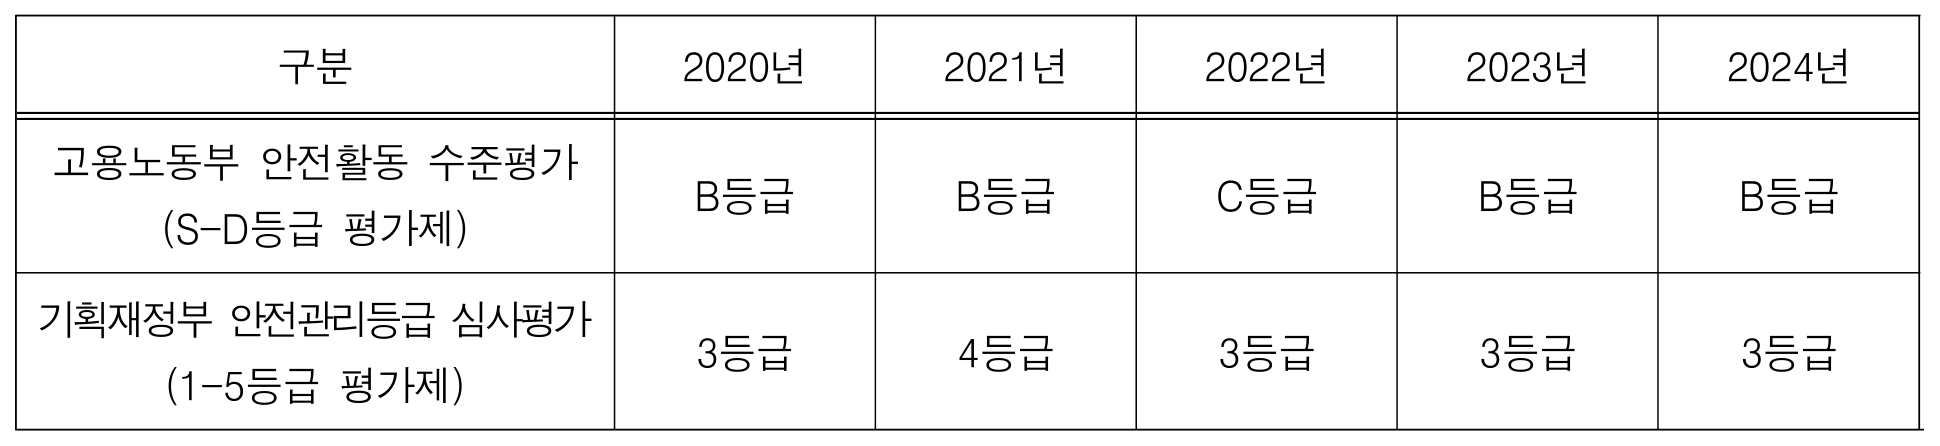 구분 2020년 2021년 2022년 2023년 2024년
고용노동부 안전활동 수준평가
(S-D등급 평가제)
B등급 B등급 C등급 B등급 B등급
기획재정부 안전관리등급 심사평가
(1-5등급 평가제)
3등급 4등급 3등급 3등급 3등급